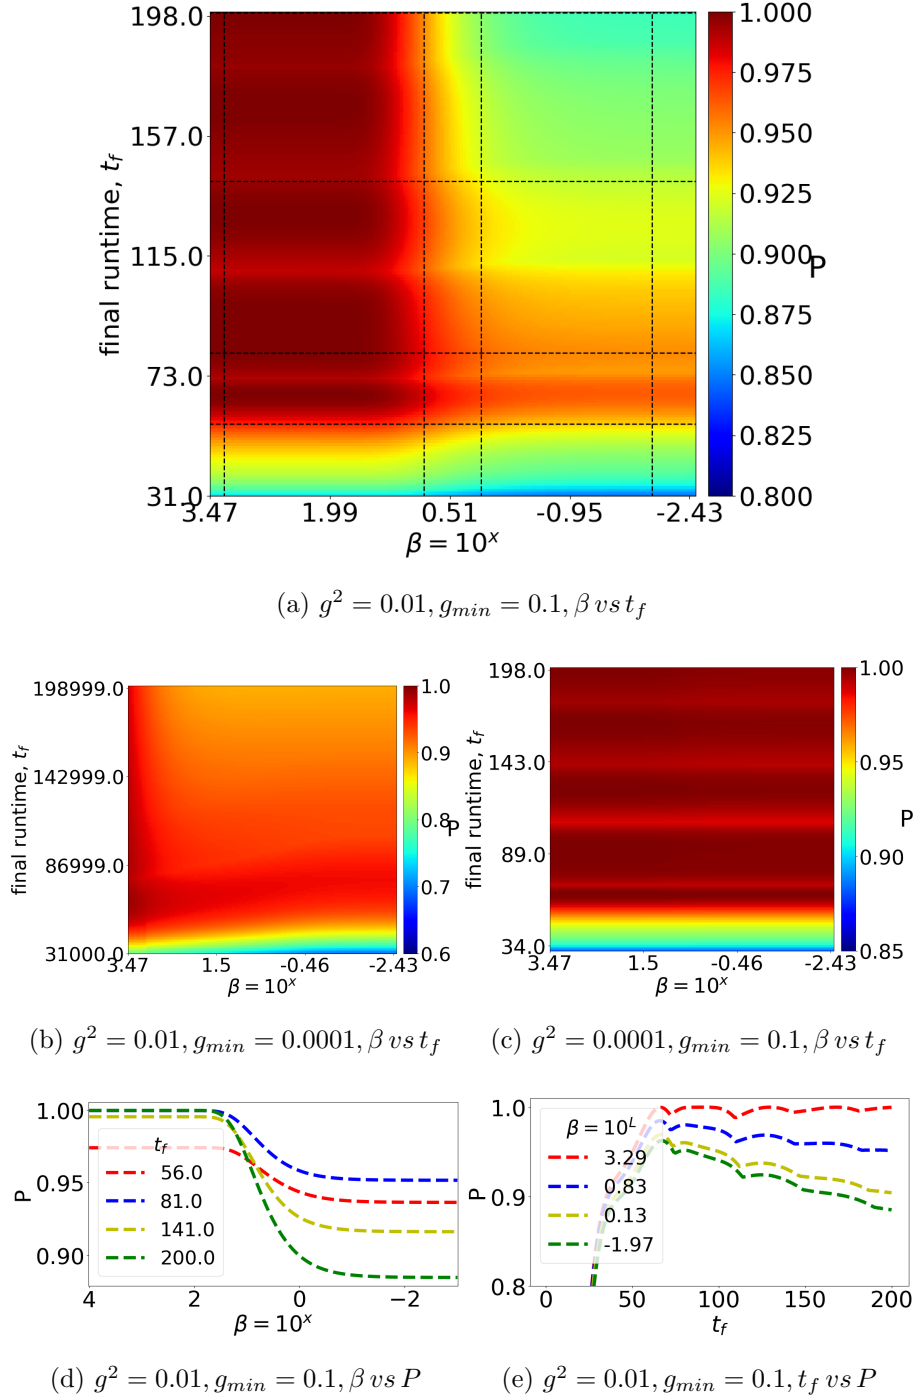 198.0
157.0
115.0
73.0
31.0
final runtime, t_f
3.47 1.99 0.51 -0.95 -2.43
β = 10^x
1.000
0.975
0.950
0.925
0.900
0.875
0.850
0.825
0.800
P
(a) g² = 0.01, g_min = 0.1, β vs t_f
198999.0
142999.0
86999.0
31000.0
final runtime, t_f
3.47 1.5 -0.46 -2.43
β = 10^x
1.0
0.9
0.8
0.7
0.6
P
198.0
143.0
89.0
34.0
final runtime, t_f
3.47 1.5 -0.46 -2.43
β = 10^x
1.00
0.95
0.90
0.85
P
(b) g² = 0.01, g_min = 0.0001, β vs t_f
(c) g² = 0.0001, g_min = 0.1, β vs t_f
1.00
0.95
0.90
P
t_f
56.0
81.0
141.0
200.0
4 2 0 −2
β = 10^x
1.0
0.9
0.8
P
β = 10^L
3.29
0.83
0.13
-1.97
0 50 100 150 200
t_f
(d) g² = 0.01, g_min = 0.1, β vs P
(e) g² = 0.01, g_min = 0.1, t_f vs P